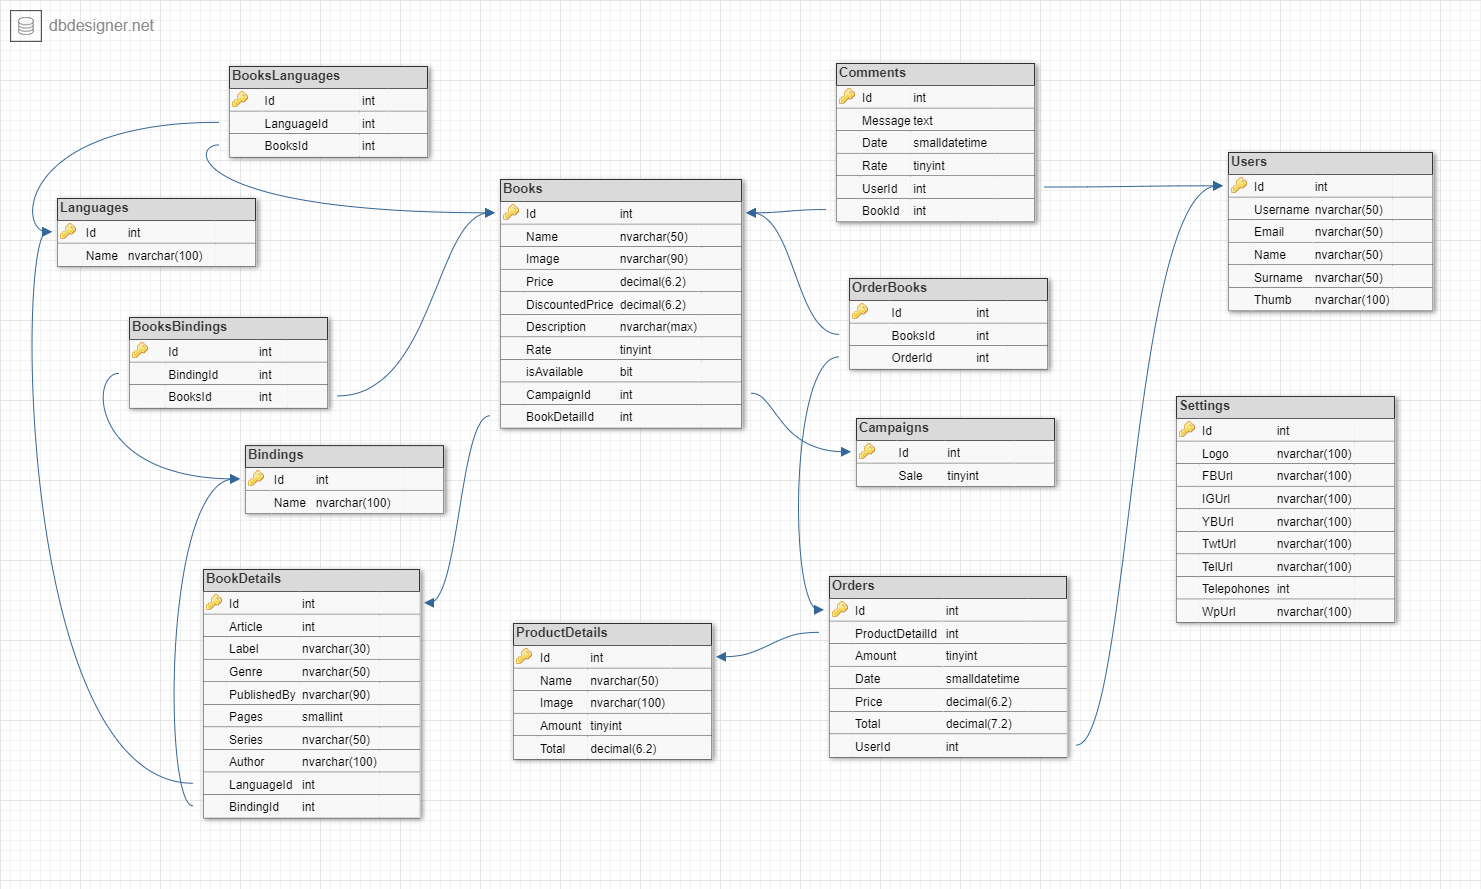 dbdesigner.net
BooksLanguages
Id int
LanguageId int
BooksId int
Languages
Id int
Name nvarchar(100)
BooksBindings
Id int
BindingId int
BooksId int
Bindings
Id int
Name nvarchar(100)
BookDetails
Id int
Article int
Label nvarchar(30)
Genre nvarchar(50)
PublishedBy nvarchar(90)
Pages smallint
Series nvarchar(50)
Author nvarchar(100)
LanguageId int
BindingId int
Books
Id int
Name nvarchar(50)
Image nvarchar(90)
Price decimal(6.2)
DiscountedPrice decimal(6.2)
Description nvarchar(max)
Rate tinyint
isAvailable bit
CampaignId int
BookDetailId int
ProductDetails
Id int
Name nvarchar(50)
Image nvarchar(100)
Amount tinyint
Total decimal(6.2)
Comments
Id int
Message text
Date smalldatetime
Rate tinyint
UserId int
BookId int
OrderBooks
Id int
BooksId int
OrderId int
Campaigns
Id int
Sale tinyint
Orders
Id int
ProductDetailId int
Amount tinyint
Date smalldatetime
Price decimal(6.2)
Total decimal(7.2)
UserId int
Users
Id int
Username nvarchar(50)
Email nvarchar(50)
Name nvarchar(50)
Surname nvarchar(50)
Thumb nvarchar(100)
Settings
Id int
Logo nvarchar(100)
FBUrl nvarchar(100)
IGUrl nvarchar(100)
YBUrl nvarchar(100)
TwtUrl nvarchar(100)
TelUrl nvarchar(100)
Telepohones int
WpUrl nvarchar(100)